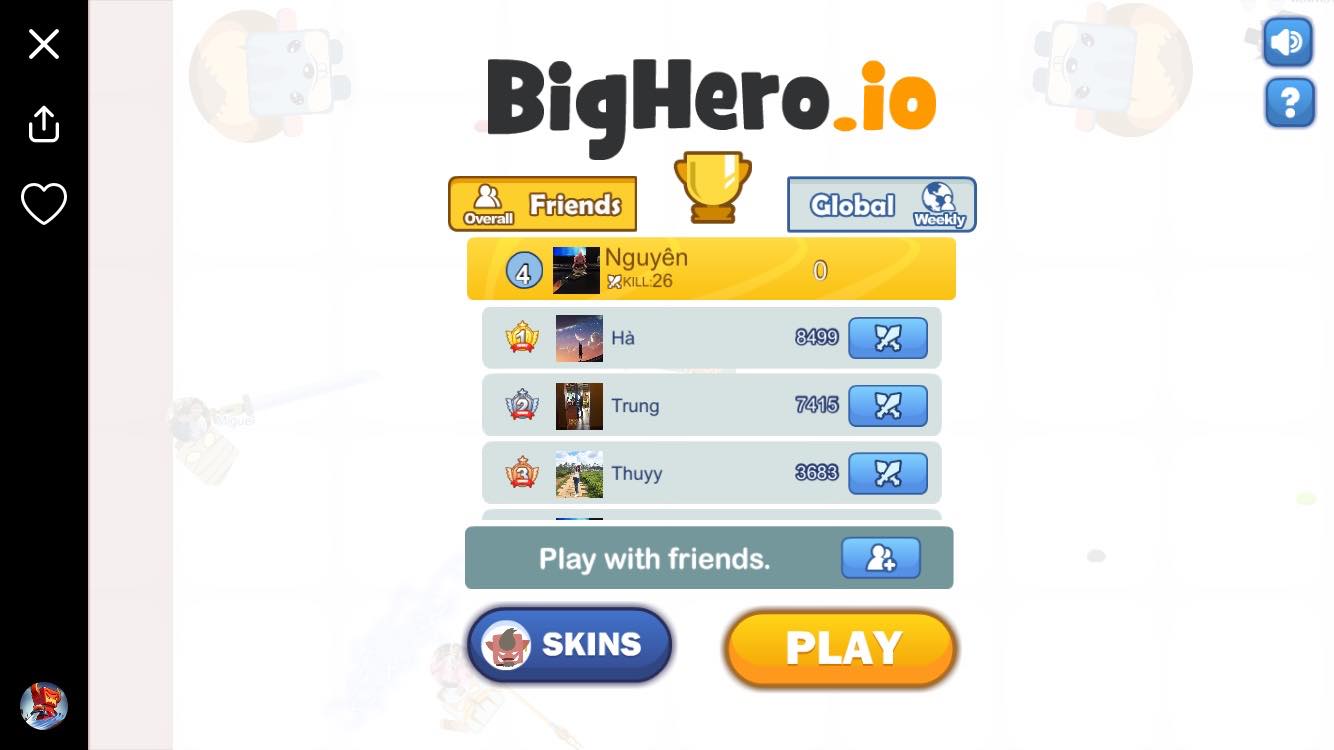 BigHero.io
Overall Friends
Global Weekly
4 Nguyên 0
KILL:26
1 Hà 8499
2 Trung 7415
3 Thuyy 3683
Play with friends.
SKINS
PLAY
?
Miguel